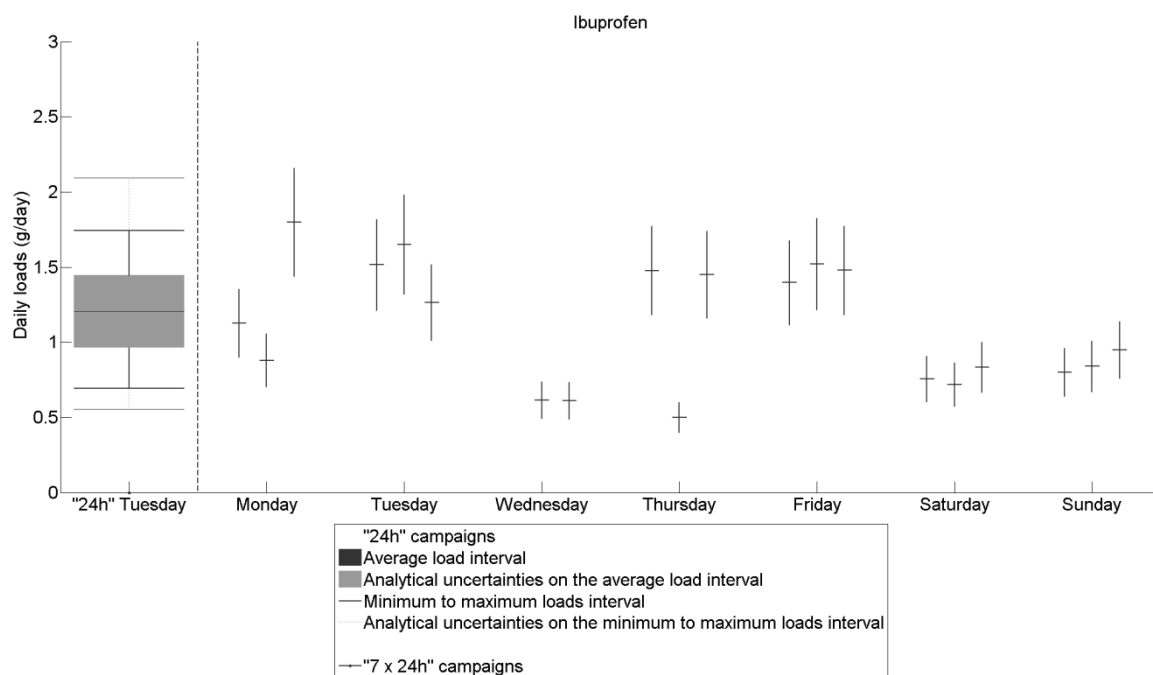 Ibuprofen
Daily loads (g/day)
3
2.5
2
1.5
1
0.5
0
"24h" Tuesday Monday Tuesday Wednesday Thursday Friday Saturday Sunday
"24h" campaigns
Average load interval
Analytical uncertainties on the average load interval
Minimum to maximum loads interval
Analytical uncertainties on the minimum to maximum loads interval
"7 x 24h" campaigns